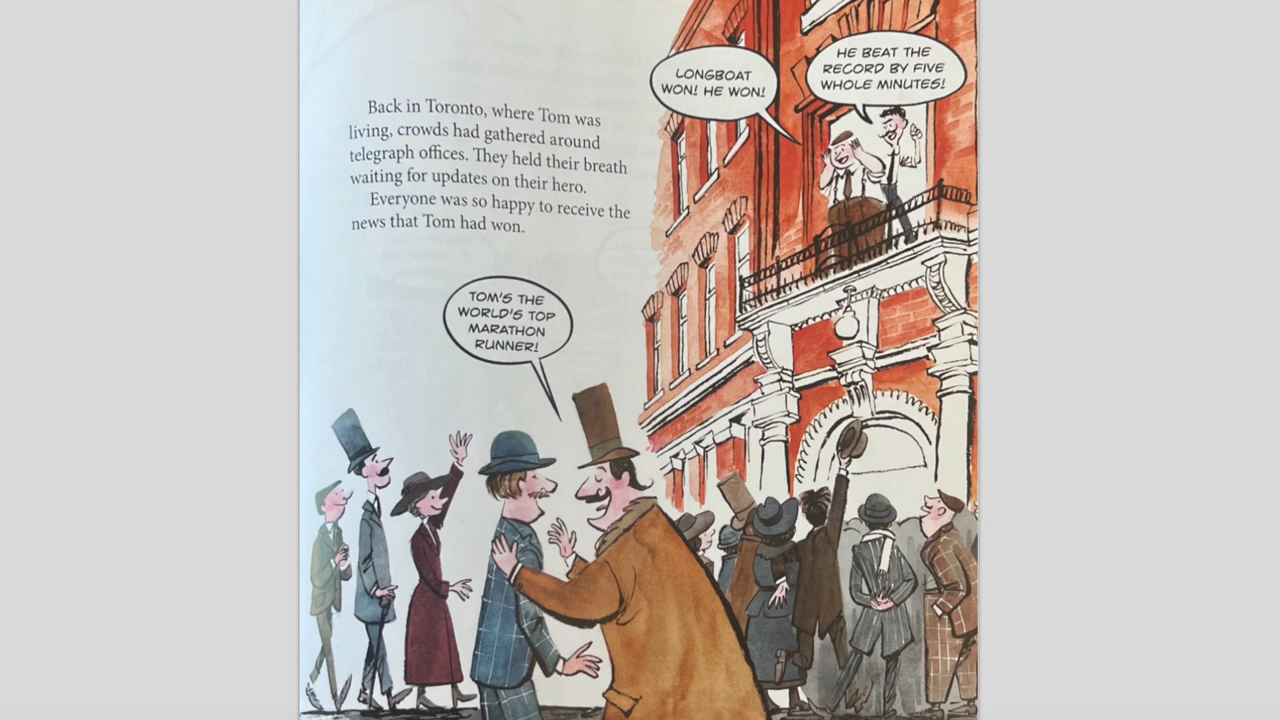 Back in Toronto, where Tom was
living, crowds had gathered around
telegraph offices. They held their breath
waiting for updates on their hero.
Everyone was so happy to receive the
news that Tom had won.
LONGBOAT
WON! HE WON!
HE BEAT THE
RECORD BY FIVE
WHOLE MINUTES!
TOM'S THE
WORLD'S TOP
MARATHON
RUNNER!